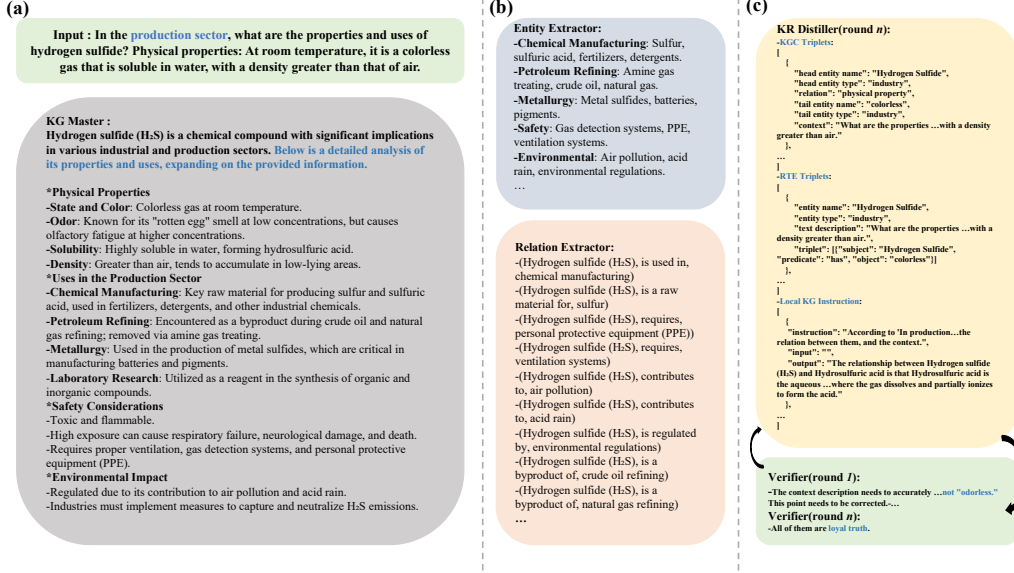 (a)
Input : In the production sector, what are the properties and uses of
hydrogen sulfide? Physical properties: At room temperature, it is a colorless
gas that is soluble in water, with a density greater than that of air.
KG Master :
Hydrogen sulfide (H₂S) is a chemical compound with significant implications
in various industrial and production sectors. Below is a detailed analysis of
its properties and uses, expanding on the provided information.
*Physical Properties
-State and Color: Colorless gas at room temperature.
-Odor: Known for its "rotten egg" smell at low concentrations, but causes
olfactory fatigue at higher concentrations.
-Solubility: Highly soluble in water, forming hydrosulfuric acid.
-Density: Greater than air, tends to accumulate in low-lying areas.
*Uses in the Production Sector
-Chemical Manufacturing: Key raw material for producing sulfur and sulfuric
acid, used in fertilizers, detergents, and other industrial chemicals.
-Petroleum Refining: Encountered as a byproduct during crude oil and natural
gas refining; removed via amine gas treating.
-Metallurgy: Used in the production of metal sulfides, which are critical in
manufacturing batteries and pigments.
-Laboratory Research: Utilized as a reagent in the synthesis of organic and
inorganic compounds.
*Safety Considerations
-Toxic and flammable.
-High exposure can cause respiratory failure, neurological damage, and death.
-Requires proper ventilation, gas detection systems, and personal protective
equipment (PPE).
*Environmental Impact
-Regulated due to its contribution to air pollution and acid rain.
-Industries must implement measures to capture and neutralize H₂S emissions.
(b)
Entity Extractor:
-Chemical Manufacturing: Sulfur,
sulfuric acid, fertilizers, detergents.
-Petroleum Refining: Amine gas
treating, crude oil, natural gas.
-Metallurgy: Metal sulfides, batteries,
pigments.
-Safety: Gas detection systems, PPE,
ventilation systems.
-Environmental: Air pollution, acid
rain, environmental regulations.
…
Relation Extractor:
-(Hydrogen sulfide (H₂S), is used in,
chemical manufacturing)
-(Hydrogen sulfide (H₂S), is a raw
material for, sulfur)
-(Hydrogen sulfide (H₂S), requires,
personal protective equipment (PPE))
-(Hydrogen sulfide (H₂S), requires,
ventilation systems)
-(Hydrogen sulfide (H₂S), contributes
to, air pollution)
-(Hydrogen sulfide (H₂S), contributes
to, acid rain)
-(Hydrogen sulfide (H₂S), is regulated
by, environmental regulations)
-(Hydrogen sulfide (H₂S), is a
byproduct of, crude oil refining)
-(Hydrogen sulfide (H₂S), is a
byproduct of, natural gas refining)
…
(c)
KR Distiller(round n):
-KGC Triplets:
[
{
"head entity name": "Hydrogen Sulfide",
"head entity type": "industry",
"relation": "physical property",
"tail entity name": "colorless",
"tail entity type": "industry",
"context": "What are the properties …with a density
greater than air."
},
…
]
-RTE Triplets:
[
{
"entity name": "Hydrogen Sulfide",
"entity type": "industry",
"text description": "What are the properties …with a
density greater than air.",
"triplet": [{"subject": "Hydrogen Sulfide",
"predicate": "has", "object": "colorless"}]
},
…
]
-Local KG Instruction:
[
{
"instruction": "According to 'In production…the
relation between them, and the context.",
"input": "",
"output": "The relationship between Hydrogen sulfide
(H₂S) and Hydrosulfuric acid is that Hydrosulfuric acid is
the aqueous …where the gas dissolves and partially ionizes
to form the acid."
},
…
]
Verifier(round 1):
-The context description needs to accurately …not "odorless."
This point needs to be corrected.-…
Verifier(round n):
-All of them are loyal truth.